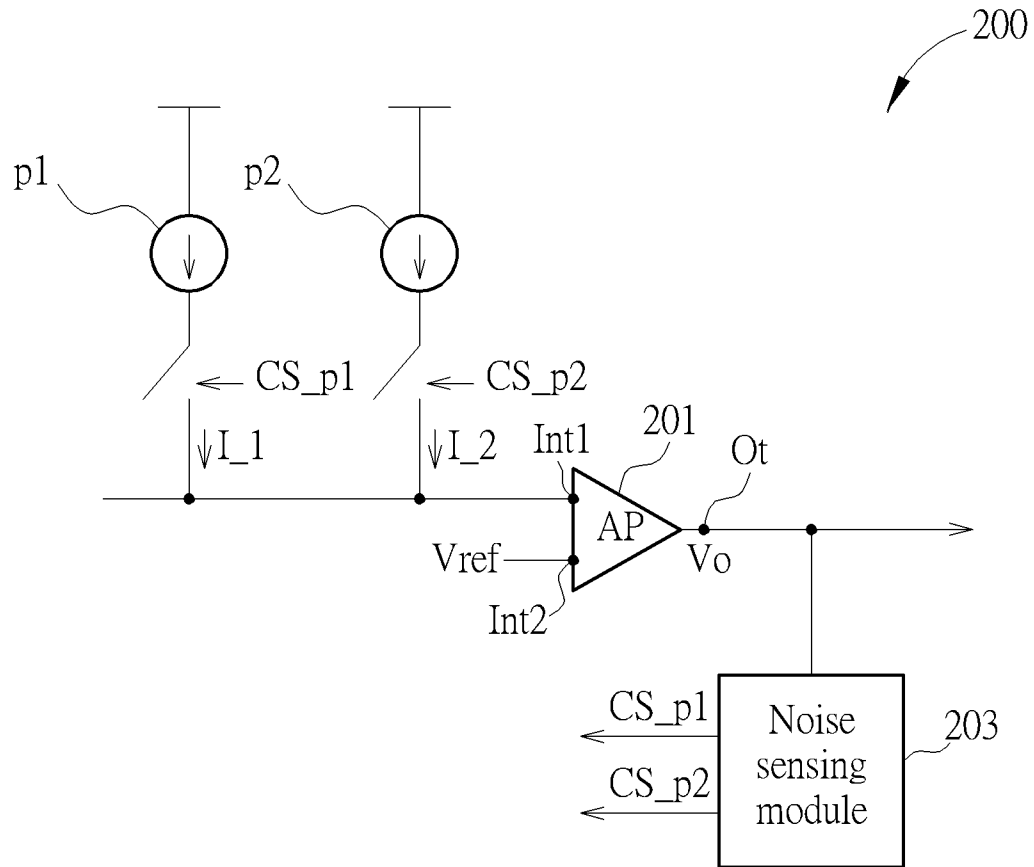 200
p1
p2
CS_p1
CS_p2
I_1
I_2
Int1
201
Ot
AP
Vref
Vo
Int2
CS_p1
CS_p2
Noise
sensing
module
203